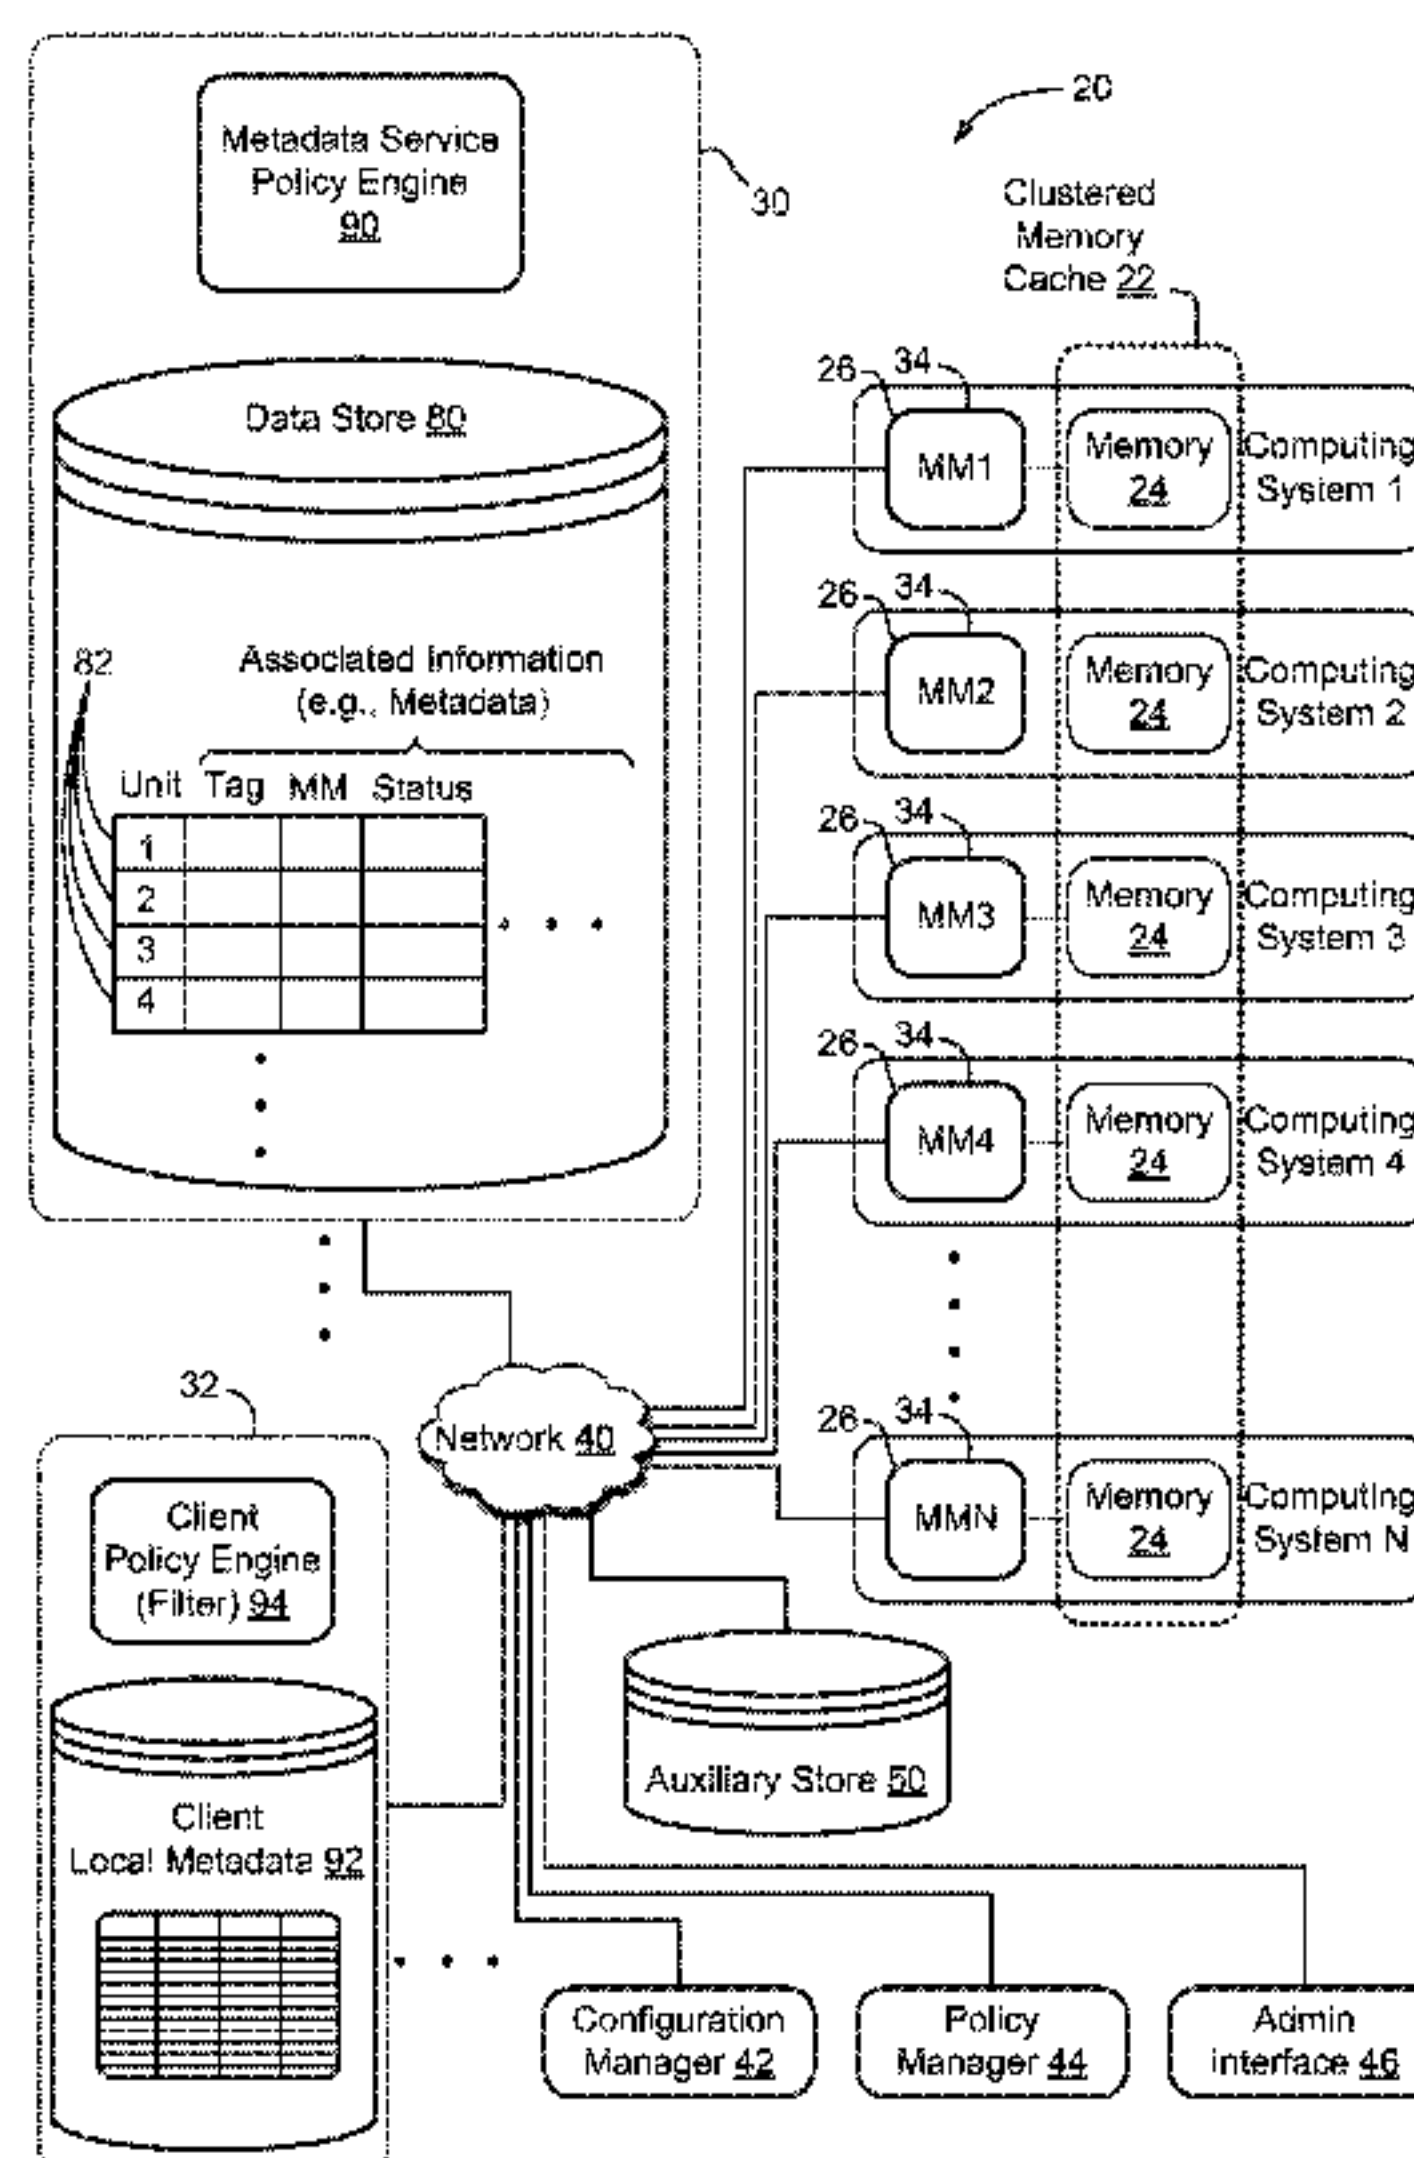 20
Metadata Service
Policy Engine
90
30
Clustered
Memory
Cache 22
Data Store 80
26
34
MM1
Memory
24
Computing
System 1
26
34
MM2
Memory
24
Computing
System 2
82
Associated Information
(e.g., Metadata)
Unit Tag MM Status
1
2
3
4
26
34
MM3
Memory
24
Computing
System 3
26
34
MM4
Memory
24
Computing
System 4
32
Network 40
26
34
MMN
Memory
24
Computing
System N
Client
Policy Engine
(Filter) 94
Auxiliary Store 50
Client
Local Metadata 92
Configuration
Manager 42
Policy
Manager 44
Admin
interface 46